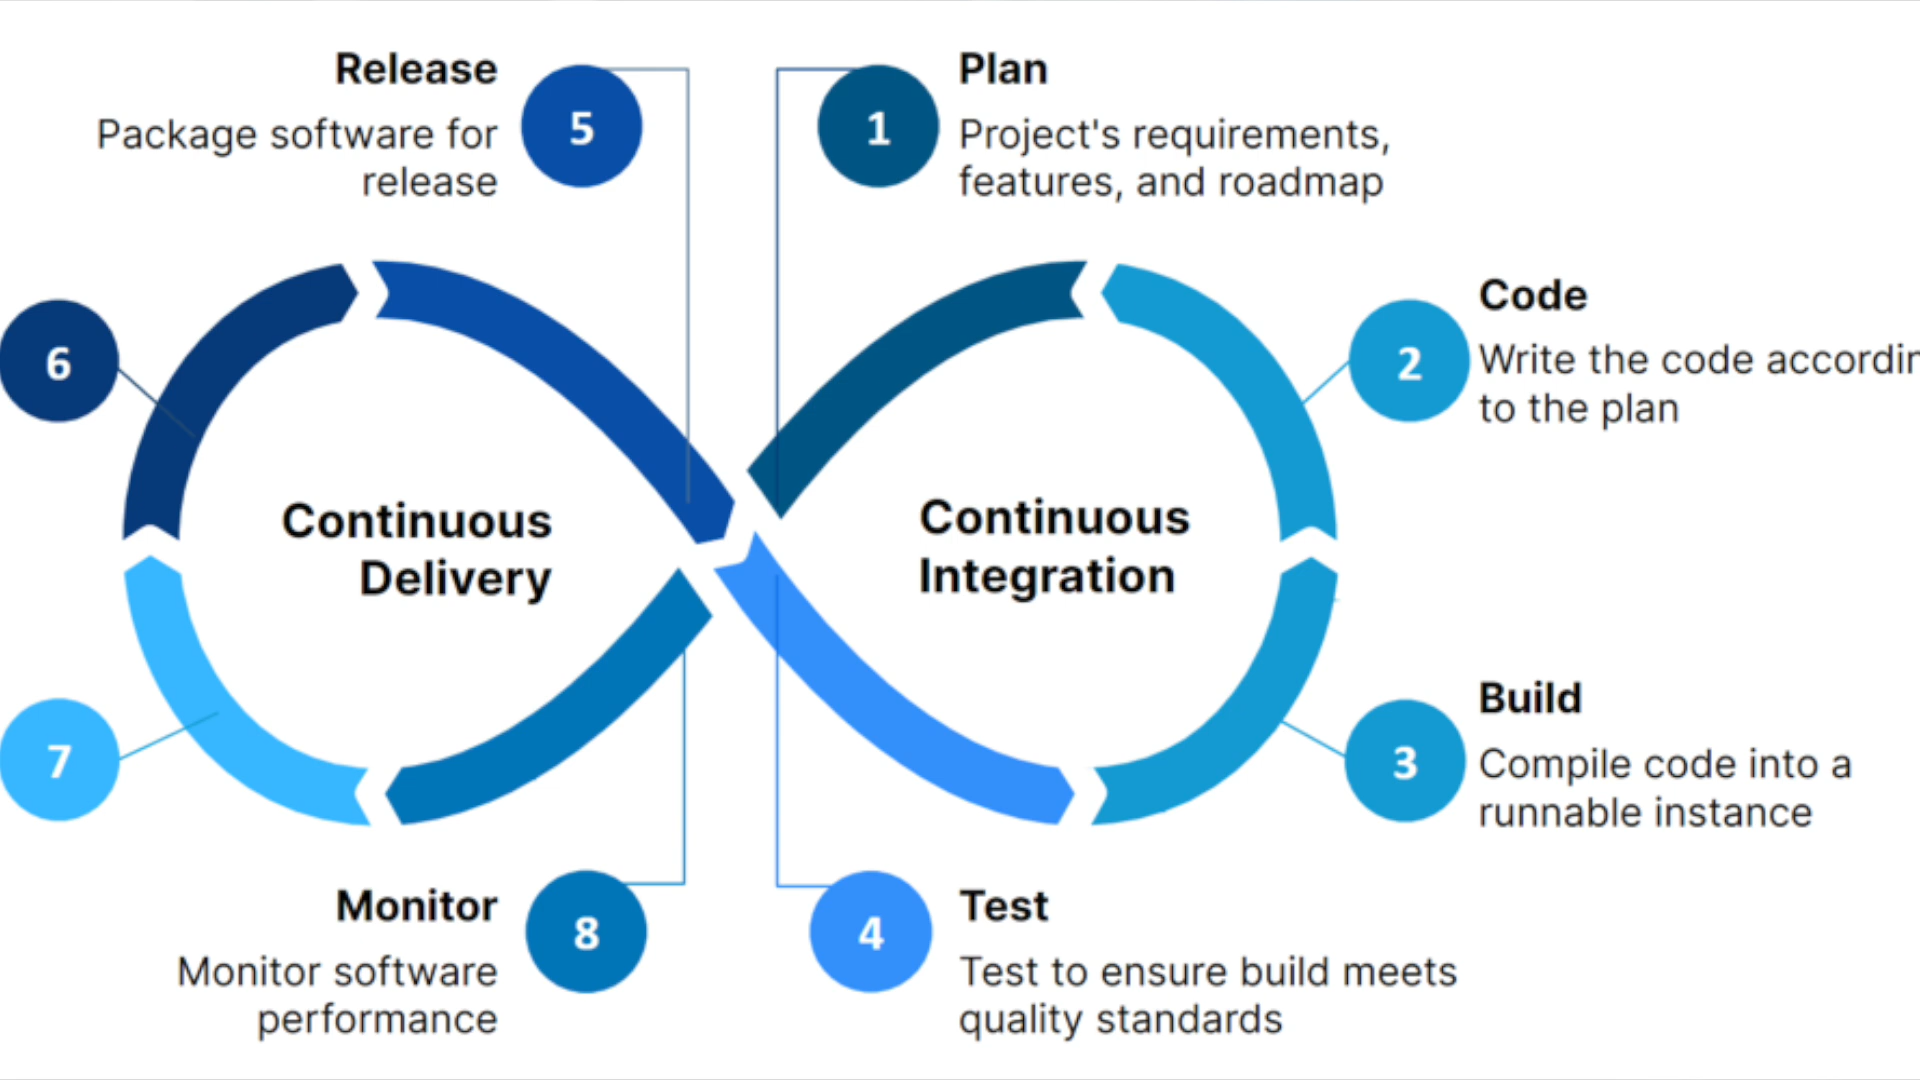 Release
Package software for
release
5
1
Plan
Project's requirements,
features, and roadmap
6
2
Code
Write the code accordin
to the plan
Continuous
Delivery
Continuous
Integration
7
3
Build
Compile code into a
runnable instance
Monitor
Monitor software
performance
8
4
Test
Test to ensure build meets
quality standards